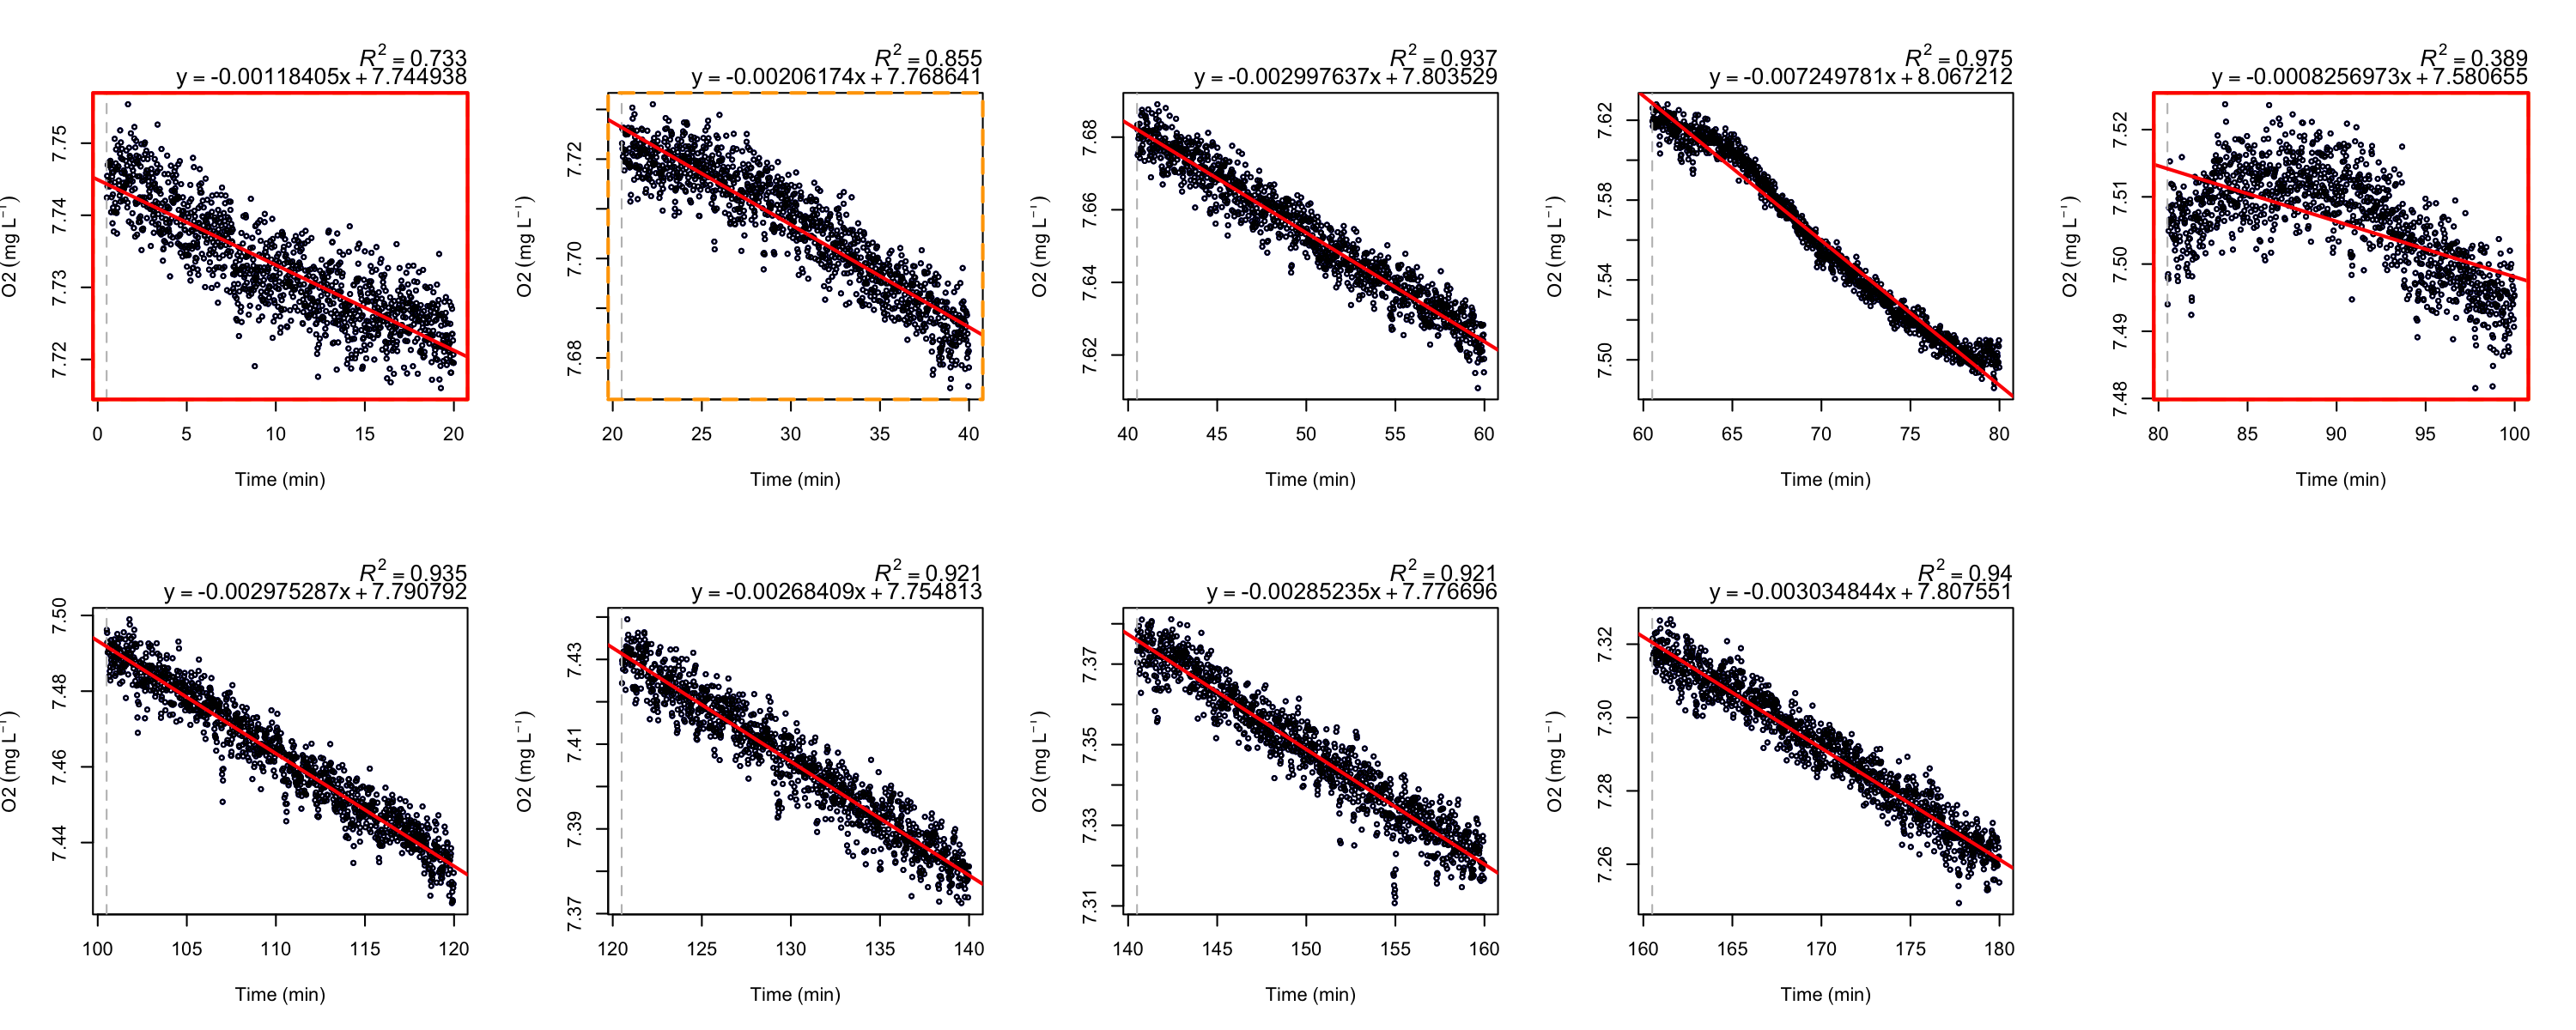 R² = 0.733
y = -0.00118405x + 7.744938
O2 (mg L⁻¹)
7.75
7.74
7.73
7.72
0 5 10 15 20
Time (min)
R² = 0.855
y = -0.00206174x + 7.768641
O2 (mg L⁻¹)
7.72
7.70
7.68
20 25 30 35 40
Time (min)
R² = 0.937
y = -0.002997637x + 7.803529
O2 (mg L⁻¹)
7.68
7.66
7.64
7.62
40 45 50 55 60
Time (min)
R² = 0.975
y = -0.007249781x + 8.067212
O2 (mg L⁻¹)
7.62
7.58
7.54
7.50
60 65 70 75 80
Time (min)
R² = 0.389
y = -0.0008256973x + 7.580655
O2 (mg L⁻¹)
7.52
7.51
7.50
7.49
7.48
80 85 90 95 100
Time (min)
R² = 0.935
y = -0.002975287x + 7.790792
O2 (mg L⁻¹)
7.50
7.48
7.46
7.44
100 105 110 115 120
Time (min)
R² = 0.921
y = -0.00268409x + 7.754813
O2 (mg L⁻¹)
7.43
7.41
7.39
7.37
120 125 130 135 140
Time (min)
R² = 0.921
y = -0.00285235x + 7.776696
O2 (mg L⁻¹)
7.37
7.35
7.33
7.31
140 145 150 155 160
Time (min)
R² = 0.94
y = -0.003034844x + 7.807551
O2 (mg L⁻¹)
7.32
7.30
7.28
7.26
160 165 170 175 180
Time (min)